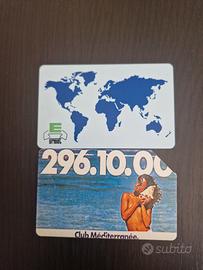 296.10.00
Club Méditerranée.
subito